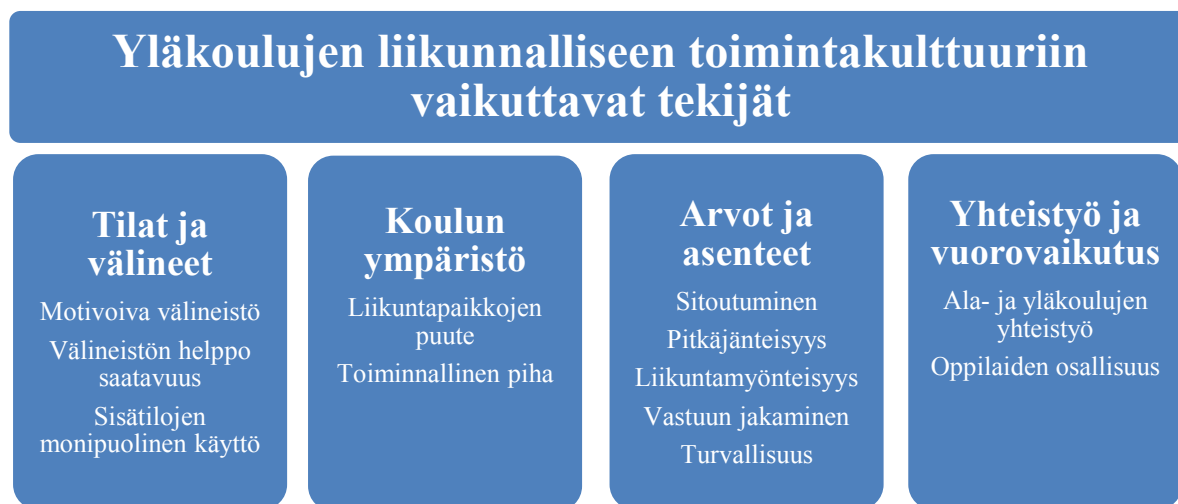 Yläkoulujen liikunnalliseen toimintakulttuuriin
vaikuttavat tekijät
Tilat ja
välineet
Motivoiva välineistö
Välineistön helppo
saatavuus
Sisätilojen
monipuolinen käyttö
Koulun
ympäristö
Liikuntapaikkojen
puute
Toiminnallinen piha
Arvot ja
asenteet
Sitoutuminen
Pitkäjänteisyys
Liikuntamyönteisyys
Vastuun jakaminen
Turvallisuus
Yhteistyö ja
vuorovaikutus
Ala- ja yläkoulujen
yhteistyö
Oppilaiden osallisuus